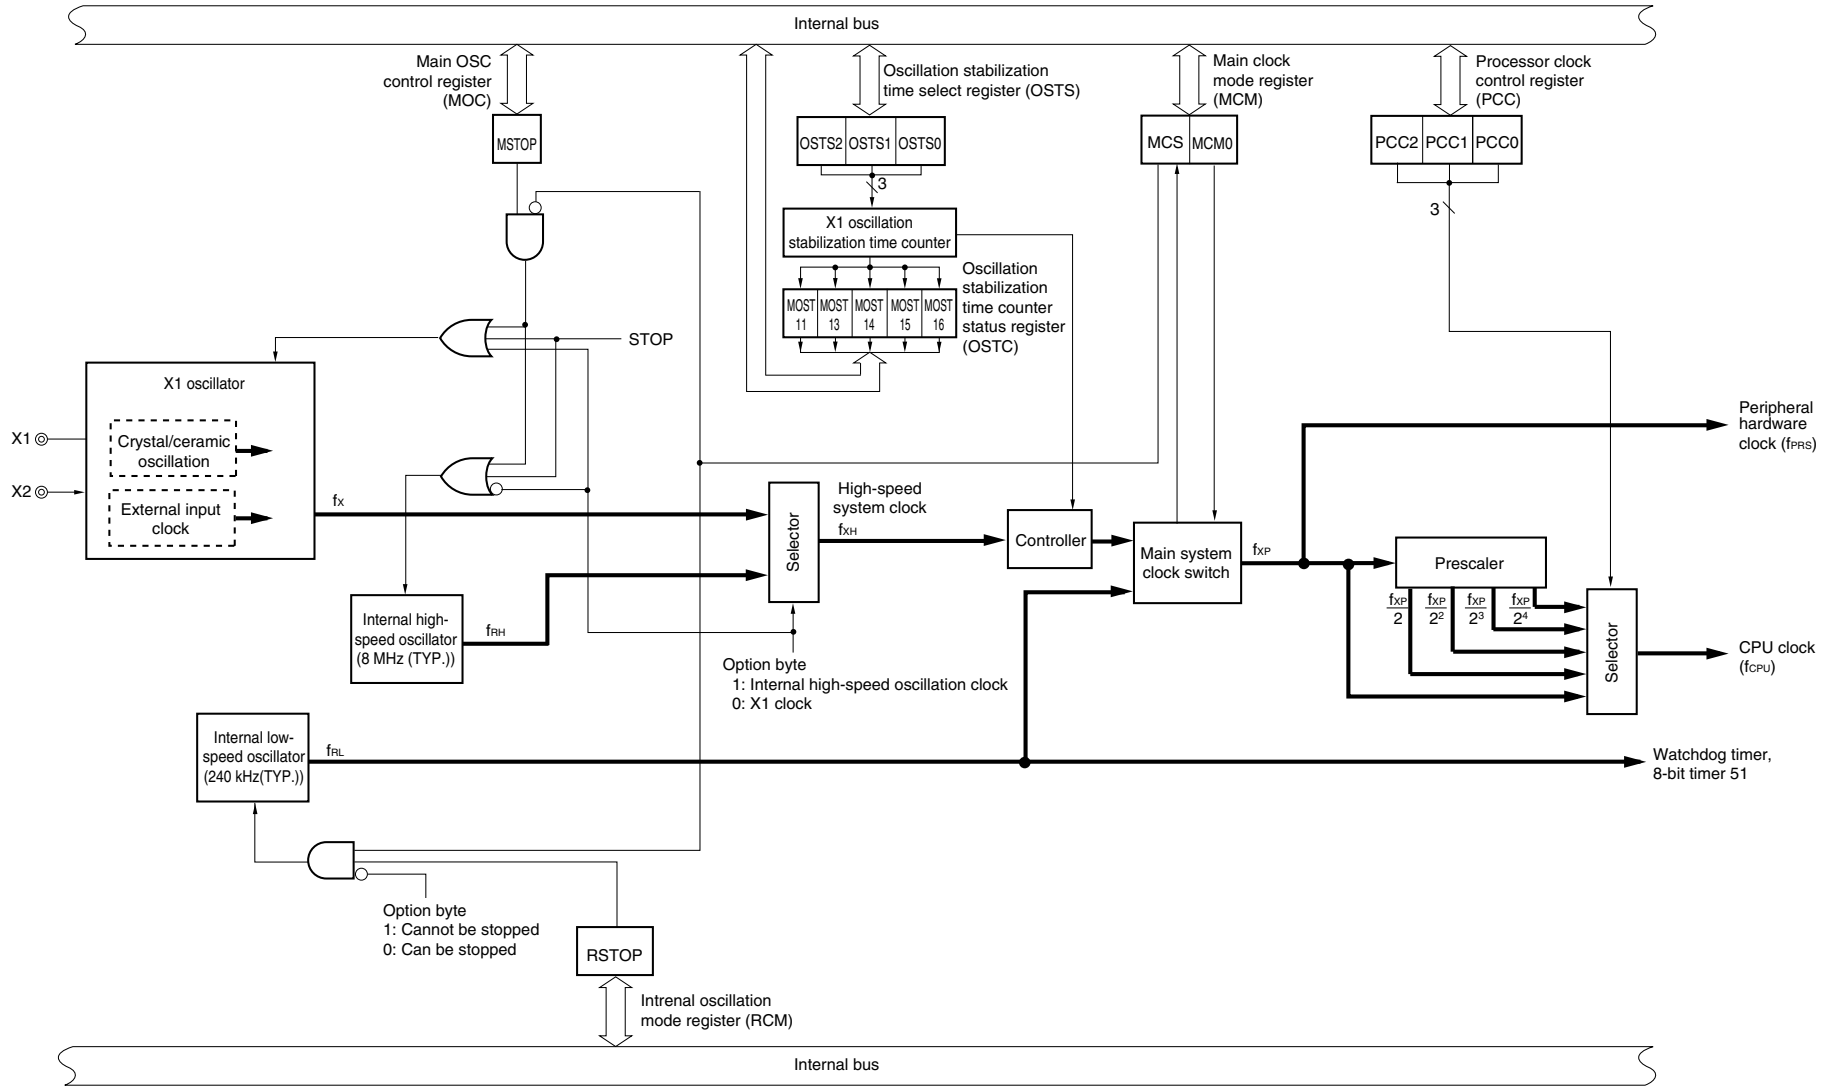 Internal bus
Main OSC
control register
(MOC)
Oscillation stabilization
time select register (OSTS)
Main clock
mode register
(MCM)
Processor clock
control register
(PCC)
MSTOP
OSTS2 OSTS1 OSTS0
MCS MCM0
PCC2 PCC1 PCC0
3
3
X1 oscillation
stabilization time counter
Oscillation
stabilization
time counter
status register
(OSTC)
MOST 11
MOST 13
MOST 14
MOST 15
MOST 16
STOP
X1 oscillator
X1
Crystal/ceramic
oscillation
X2
External input
clock
fX
Selector
High-speed
system clock
fXH
Controller
Main system
clock switch
fXP
Peripheral
hardware
clock (fPRS)
Prescaler
fXP
2
fXP
2²
fXP
2³
fXP
2⁴
Selector
CPU clock
(fCPU)
Internal high-
speed oscillator
(8 MHz (TYP.))
fRH
Option byte
1: Internal high-speed oscillation clock
0: X1 clock
Internal low-
speed oscillator
(240 kHz(TYP.))
fRL
Watchdog timer,
8-bit timer 51
Option byte
1: Cannot be stopped
0: Can be stopped
RSTOP
Intrenal oscillation
mode register (RCM)
Internal bus